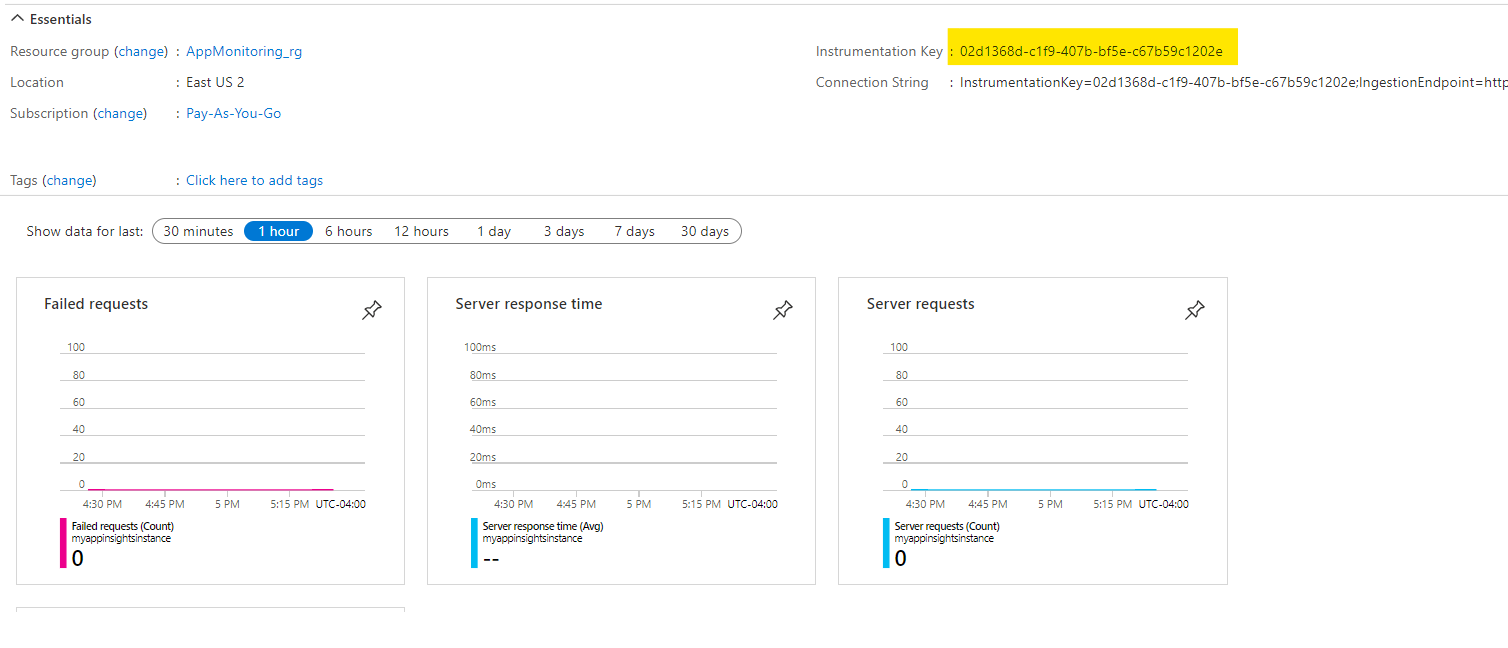 Essentials
Resource group (change) : AppMonitoring_rg
Instrumentation Key : 02d1368d-c1f9-407b-bf5e-c67b59c1202e
Location : East US 2
Connection String : InstrumentationKey=02d1368d-c1f9-407b-bf5e-c67b59c1202e;IngestionEndpoint=http
Subscription (change) : Pay-As-You-Go
Tags (change) : Click here to add tags
Show data for last: 30 minutes 1 hour 6 hours 12 hours 1 day 3 days 7 days 30 days
Failed requests
100
80
60
40
20
0
4:30 PM 4:45 PM 5 PM 5:15 PM UTC-04:00
Failed requests (Count)
myappinsightsinstance
0
Server response time
100ms
80ms
60ms
40ms
20ms
0ms
4:30 PM 4:45 PM 5 PM 5:15 PM UTC-04:00
Server response time (Avg)
myappinsightsinstance
--
Server requests
100
80
60
40
20
0
4:30 PM 4:45 PM 5 PM 5:15 PM UTC-04:00
Server requests (Count)
myappinsightsinstance
0